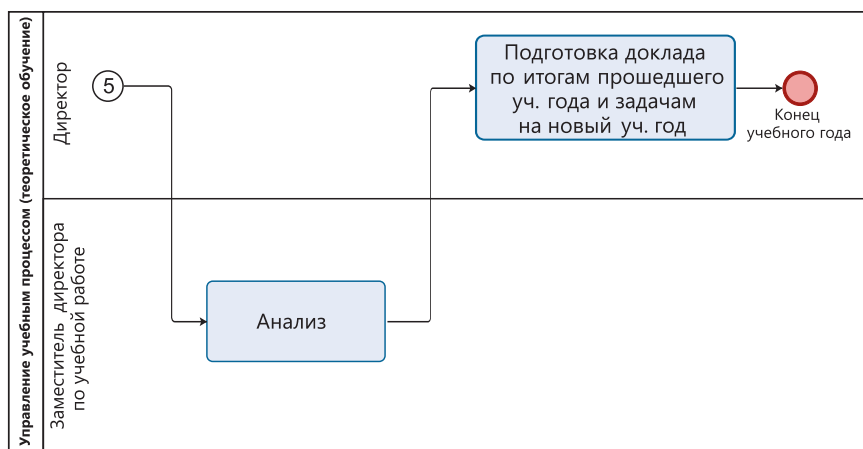 Управление учебным процессом (теоретическое обучение)
Директор
5
Подготовка доклада
по итогам прошедшего
уч. года и задачам
на новый уч. год
Конец
учебного года
Заместитель директора
по учебной работе
Анализ